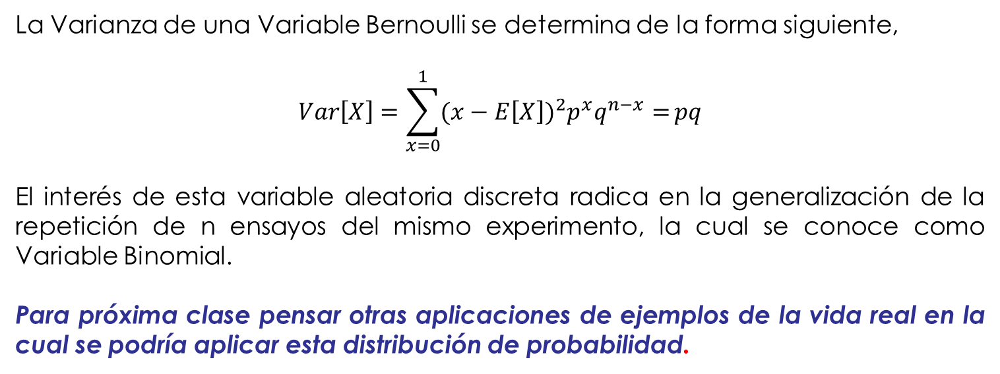 La Varianza de una Variable Bernoulli se determina de la forma siguiente,
Var[X] = ∑_{x=0}^{1} (x − E[X])²pˣqⁿ⁻ˣ = pq
El interés de esta variable aleatoria discreta radica en la generalización de la
repetición de n ensayos del mismo experimento, la cual se conoce como
Variable Binomial.
Para próxima clase pensar otras aplicaciones de ejemplos de la vida real en la
cual se podría aplicar esta distribución de probabilidad.